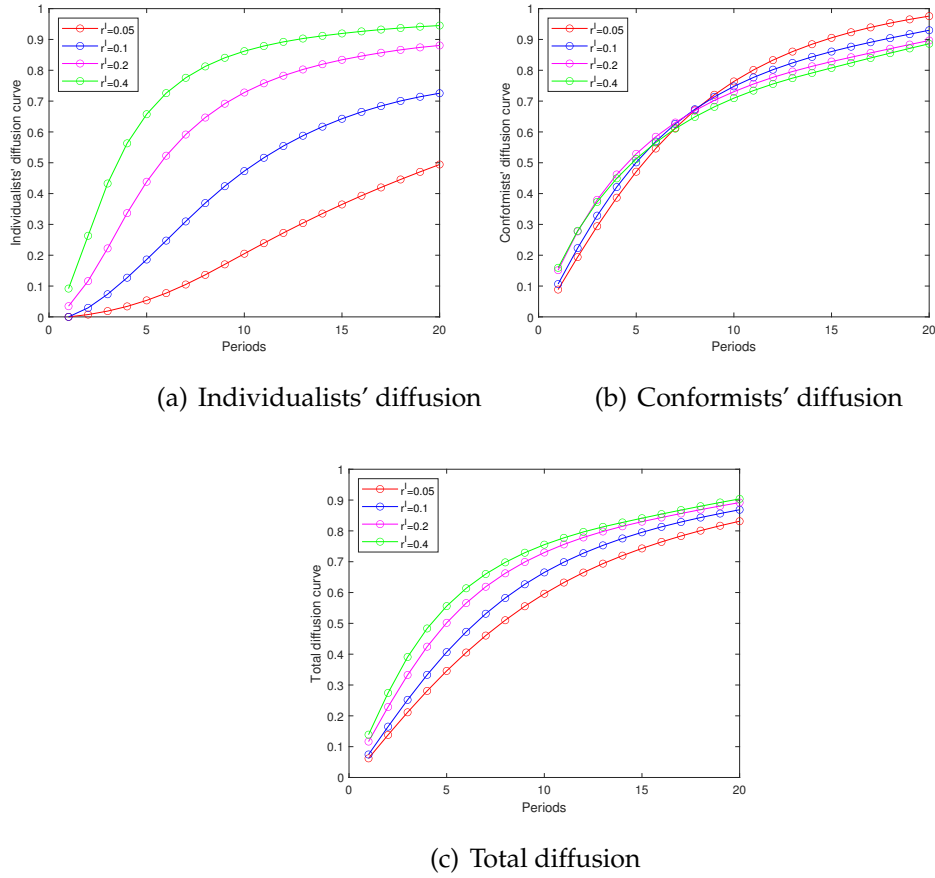 1
0.9
0.8
0.7
0.6
0.5
0.4
0.3
0.2
0.1
0
Individualists' diffusion curve
r^I=0.05
r^I=0.1
r^I=0.2
r^I=0.4
0 5 10 15 20
Periods
(a) Individualists' diffusion
1
0.9
0.8
0.7
0.6
0.5
0.4
0.3
0.2
0.1
0
Confotmists' diffusion curve
r^I=0.05
r^I=0.1
r^I=0.2
r^I=0.4
0 5 10 15 20
Periods
(b) Conformists' diffusion
1
0.9
0.8
0.7
0.6
0.5
0.4
0.3
0.2
0.1
0
Total diffusion curve
r^I=0.05
r^I=0.1
r^I=0.2
r^I=0.4
0 5 10 15 20
Periods
(c) Total diffusion